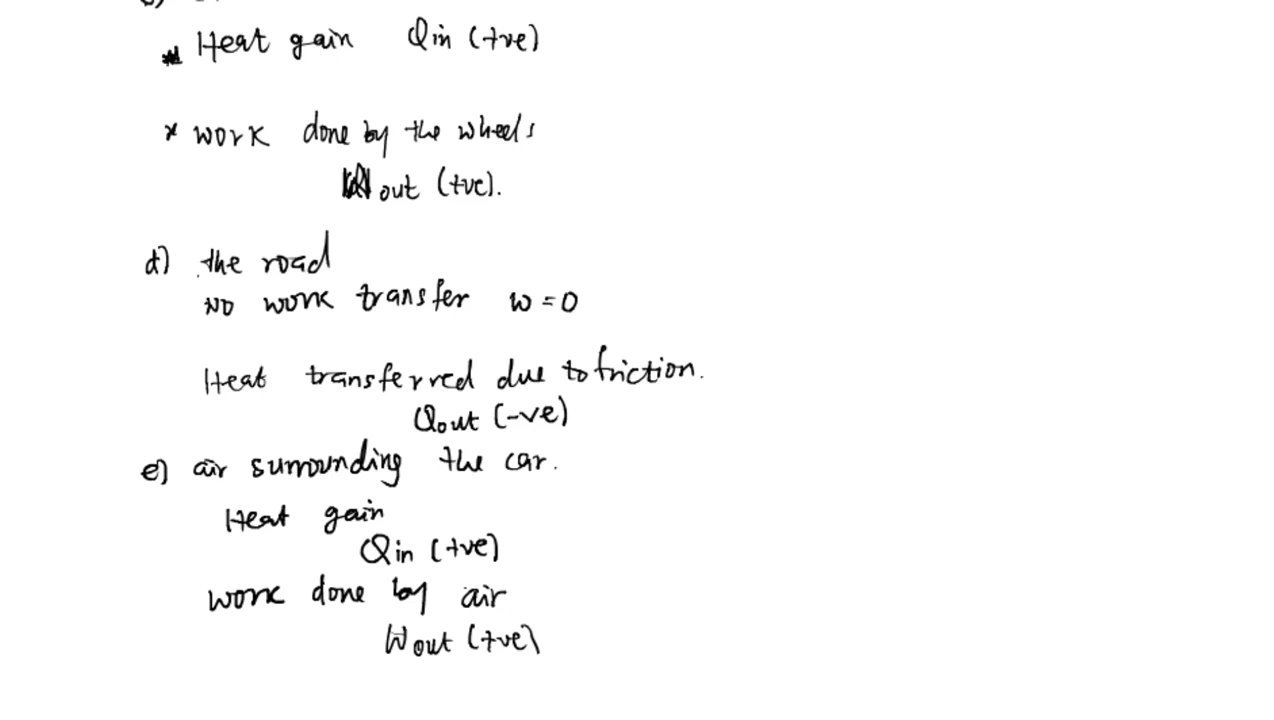 * Heat gain Qin (+ve)
* work done by the wheels
Wout (+ve).
d) the road
NO work transfer w = 0
Heat transferred due to friction.
Qout (-ve)
e) air surrounding the car.
Heat gain
Qin (+ve)
work done by air
Wout (+ve)